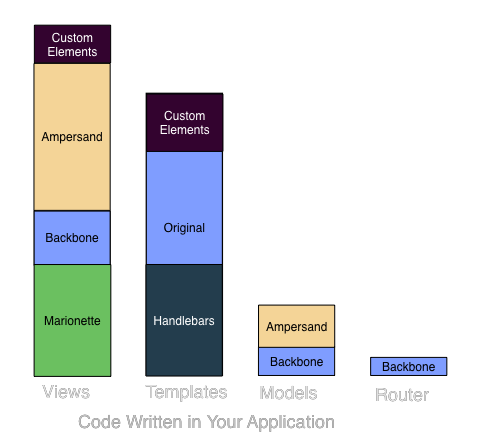 Custom
Elements
Ampersand
Backbone
Marionette
Custom
Elements
Original
Handlebars
Ampersand
Backbone
Backbone
Views
Templates
Models
Router
Code Written in Your Application